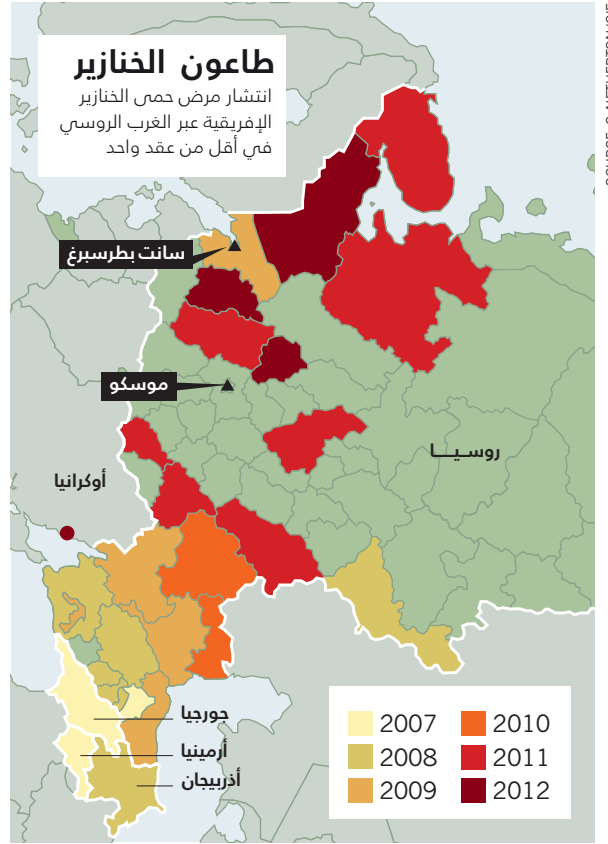 طاعون الخنازير
انتشار مرض حمى الخنازير
الإفريقية عبر الغرب الروسي
في أقل من عقد واحد
سانت بطرسبرغ
موسكو
روسيــــا
أوكرانيا
جورجيا
أرمينيا
أذربيجان
2007
2008
2009
2010
2011
2012